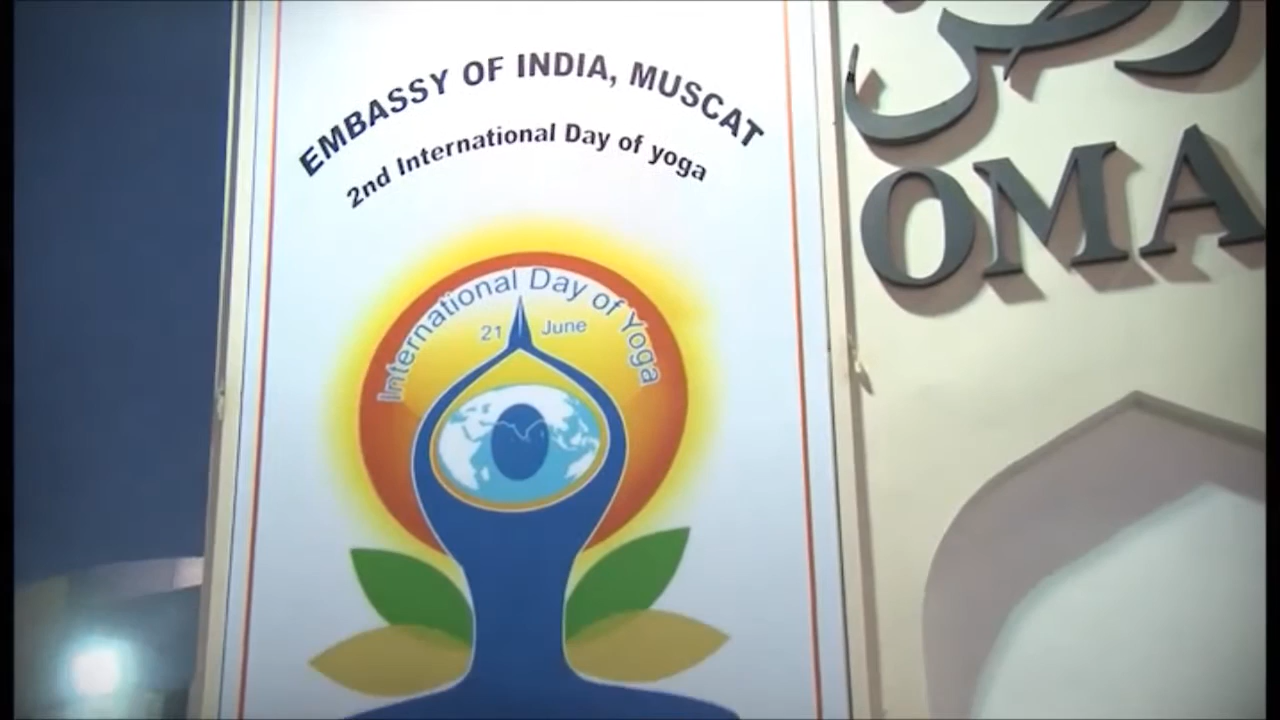 EMBASSY OF INDIA, MUSCAT
2nd International Day of yoga
International Day of Yoga
21 June
OMA